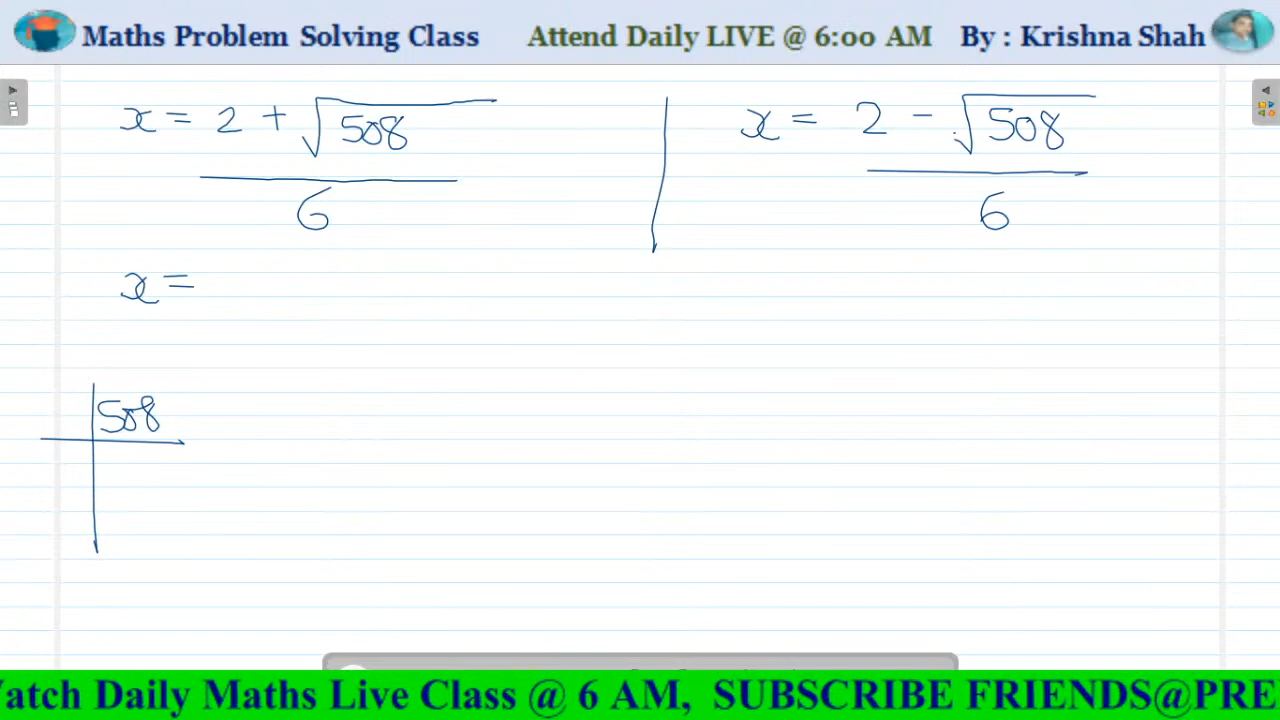 Maths Problem Solving Class Attend Daily LIVE @ 6:00 AM By : Krishna Shah
x = 2 + √508
6
x = 2 - √508
6
x =
508
Watch Daily Maths Live Class @ 6 AM, SUBSCRIBE FRIENDS@PRE